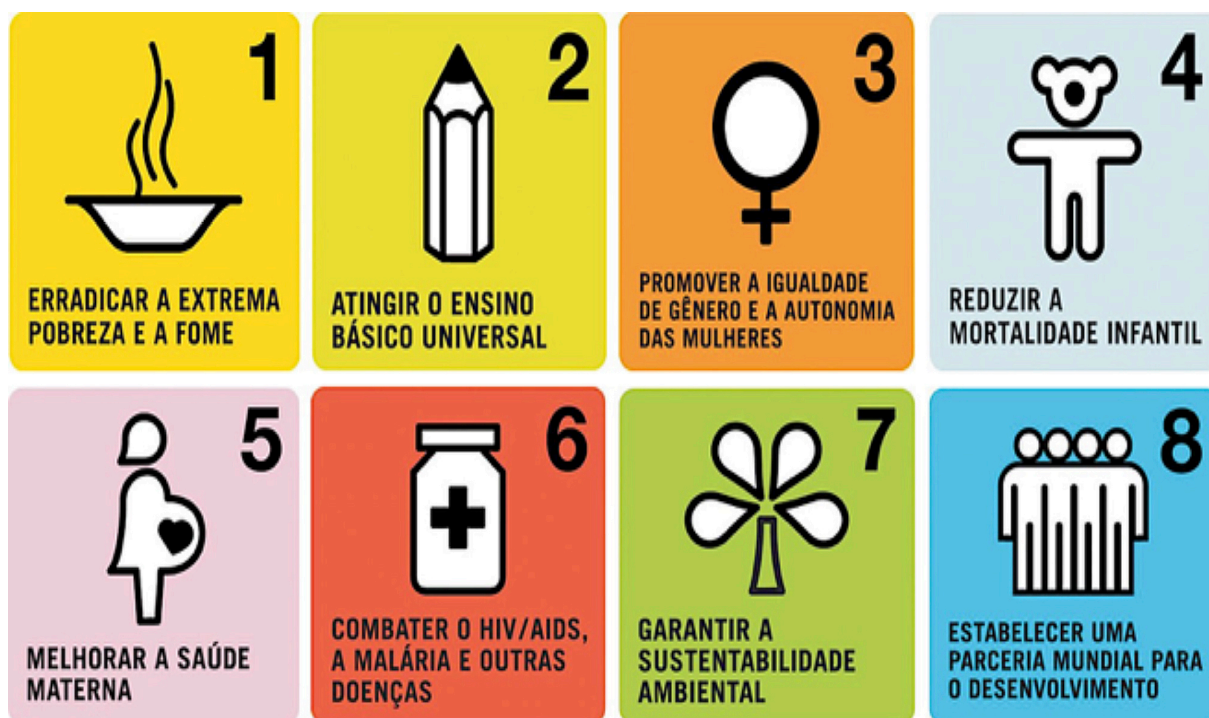 1
ERRADICAR A EXTREMA
POBREZA E A FOME
2
ATINGIR O ENSINO
BÁSICO UNIVERSAL
3
PROMOVER A IGUALDADE
DE GÊNERO E A AUTONOMIA
DAS MULHERES
4
REDUZIR A
MORTALIDADE INFANTIL
5
MELHORAR A SAÚDE
MATERNA
6
COMBATER O HIV/AIDS,
A MALÁRIA E OUTRAS
DOENÇAS
7
GARANTIR A
SUSTENTABILIDADE
AMBIENTAL
8
ESTABELECER UMA
PARCERIA MUNDIAL PARA
O DESENVOLVIMENTO